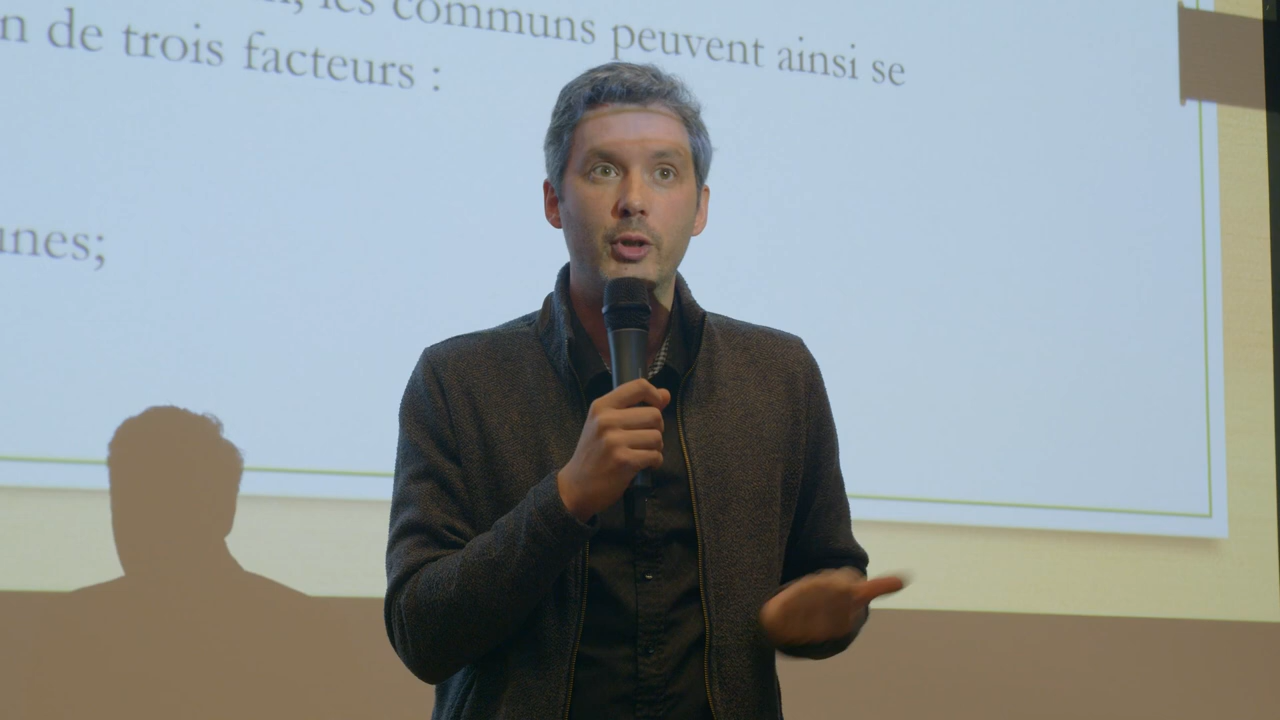 les communs peuvent ainsi se
n de trois facteurs :
unes;